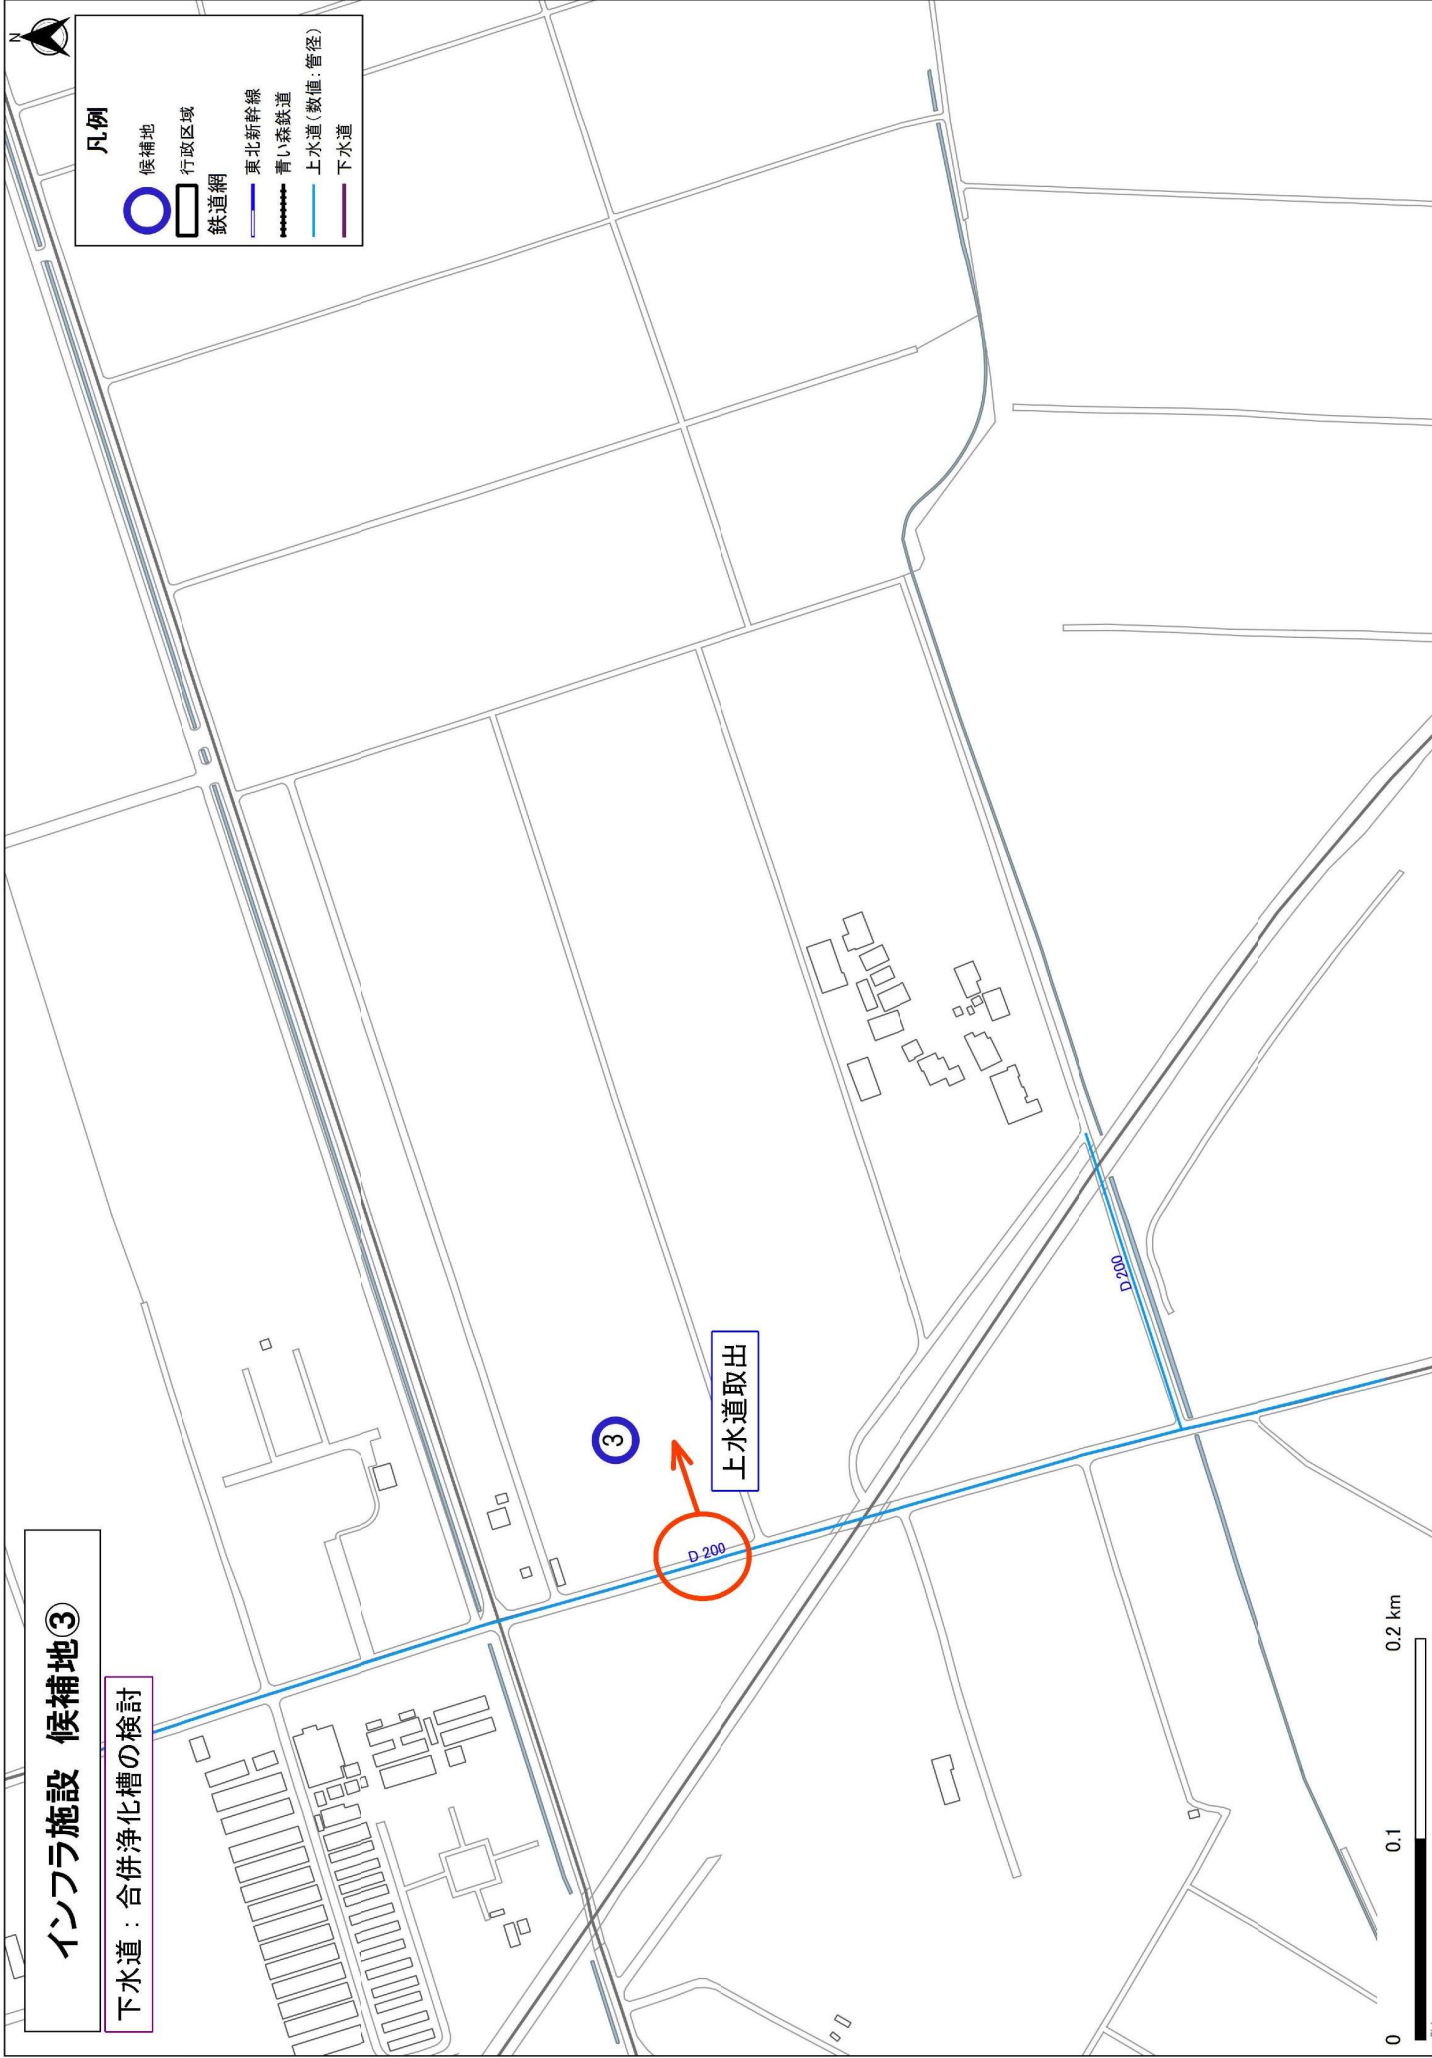 インフラ施設 候補地③
下水道：合併浄化槽の検討
N
凡例
候補地
行政区域
鉄道網
東北新幹線
青い森鉄道
上水道（数値：管径）
下水道
③
上水道取出
D 200
D 200
0
0.1
0.2 km